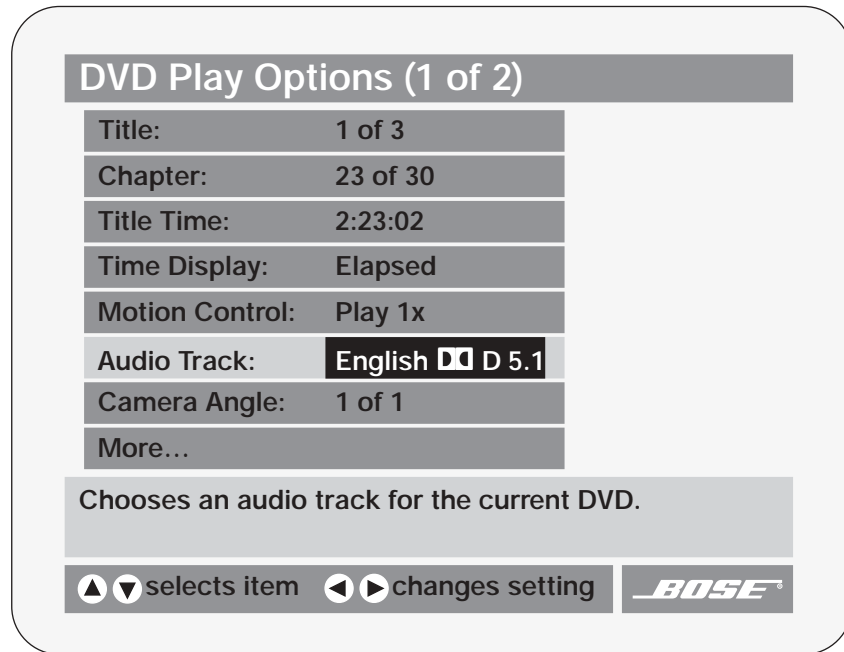 DVD Play Options (1 of 2)
Title: 1 of 3
Chapter: 23 of 30
Title Time: 2:23:02
Time Display: Elapsed
Motion Control: Play 1x
Audio Track: English D 5.1
Camera Angle: 1 of 1
More…
Chooses an audio track for the current DVD.
selects item changes setting BOSE®